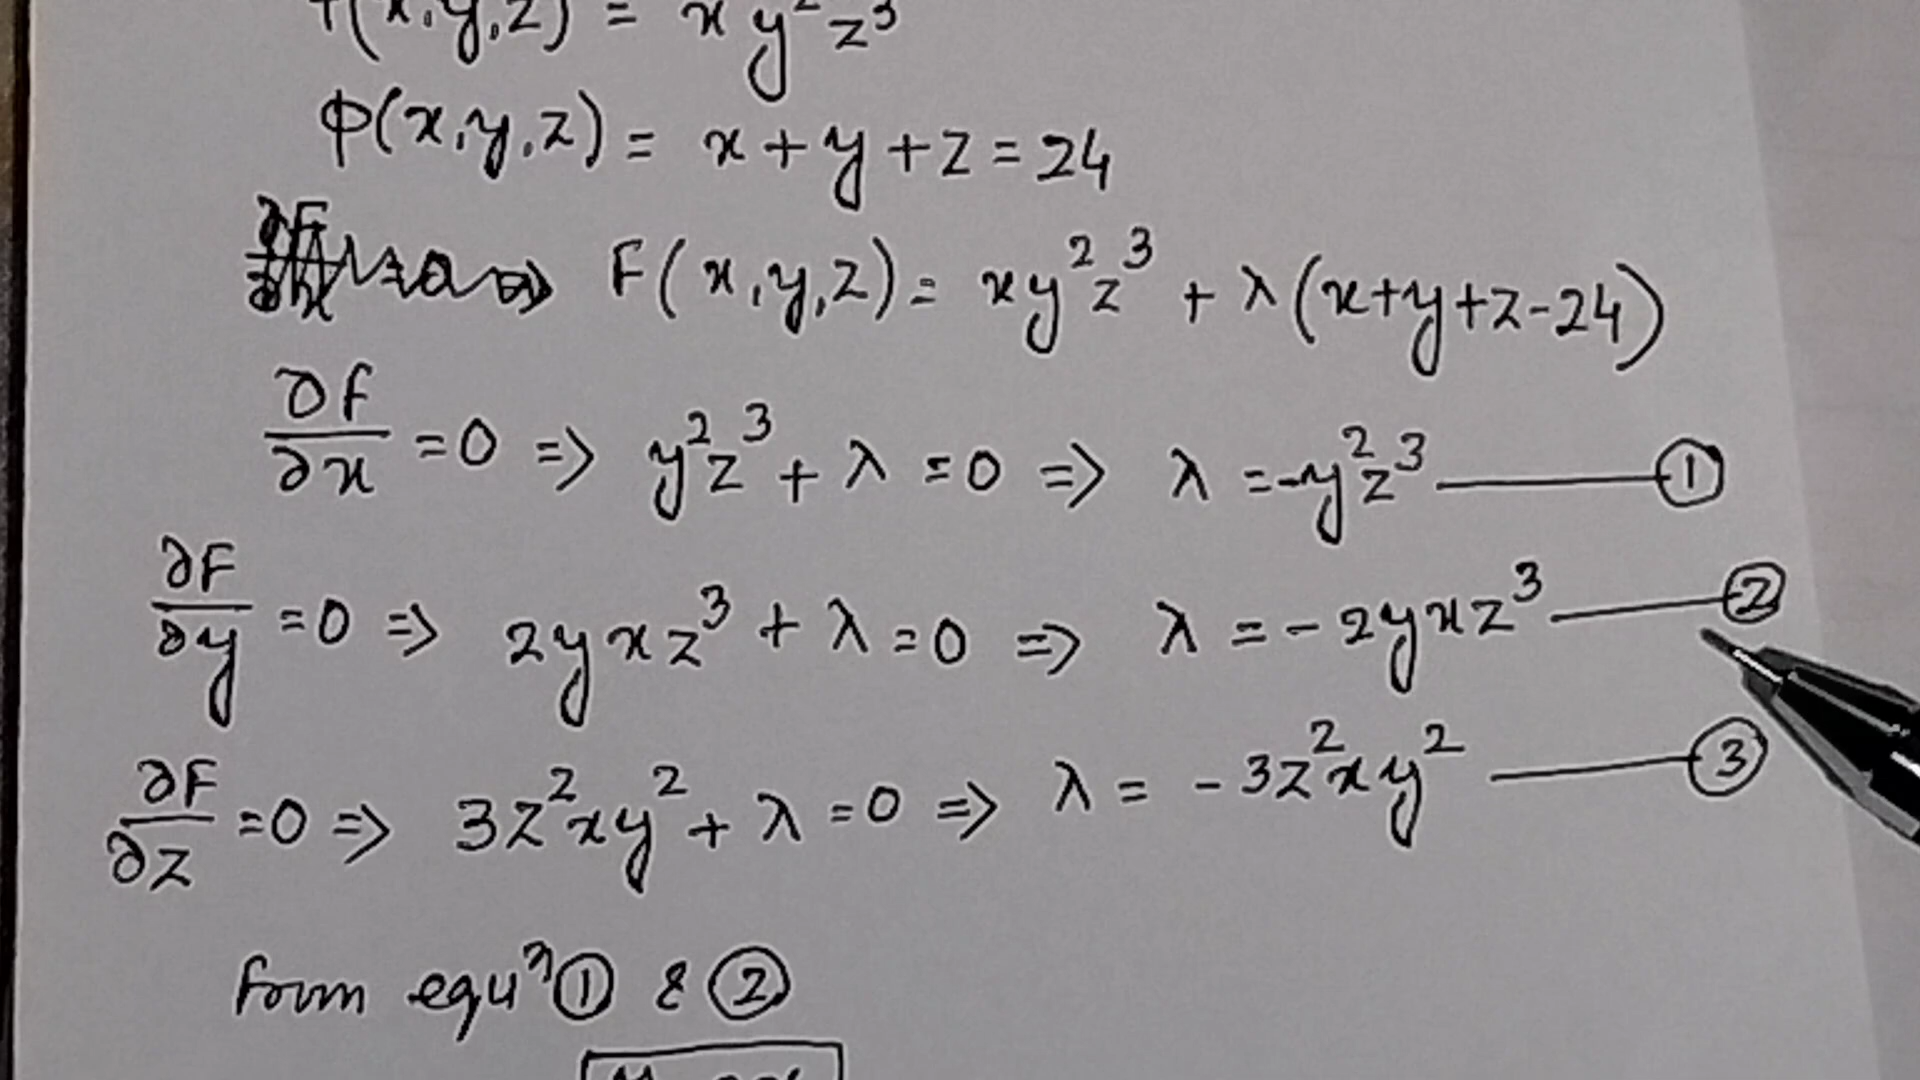 f(x,y,z) = xy²z³
φ(x,y,z) = x+y+z=24
F(x,y,z) = xy²z³ + λ(x+y+z-24)
∂F/∂x =0 => y²z³ + λ =0 => λ =-y²z³ — ①
∂F/∂y =0 => 2yxz³ + λ =0 => λ =-2yxz³ — ②
∂F/∂z =0 => 3z²xy² + λ =0 => λ = -3z²xy² — ③
from equⁿ ① & ②